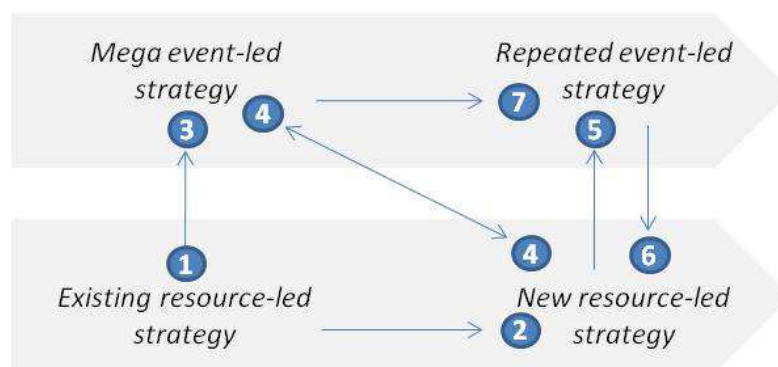 Mega event-led
strategy
Repeated event-led
strategy
3
4
7
5
1
4
6
Existing resource-led
strategy
2
New resource-led
strategy